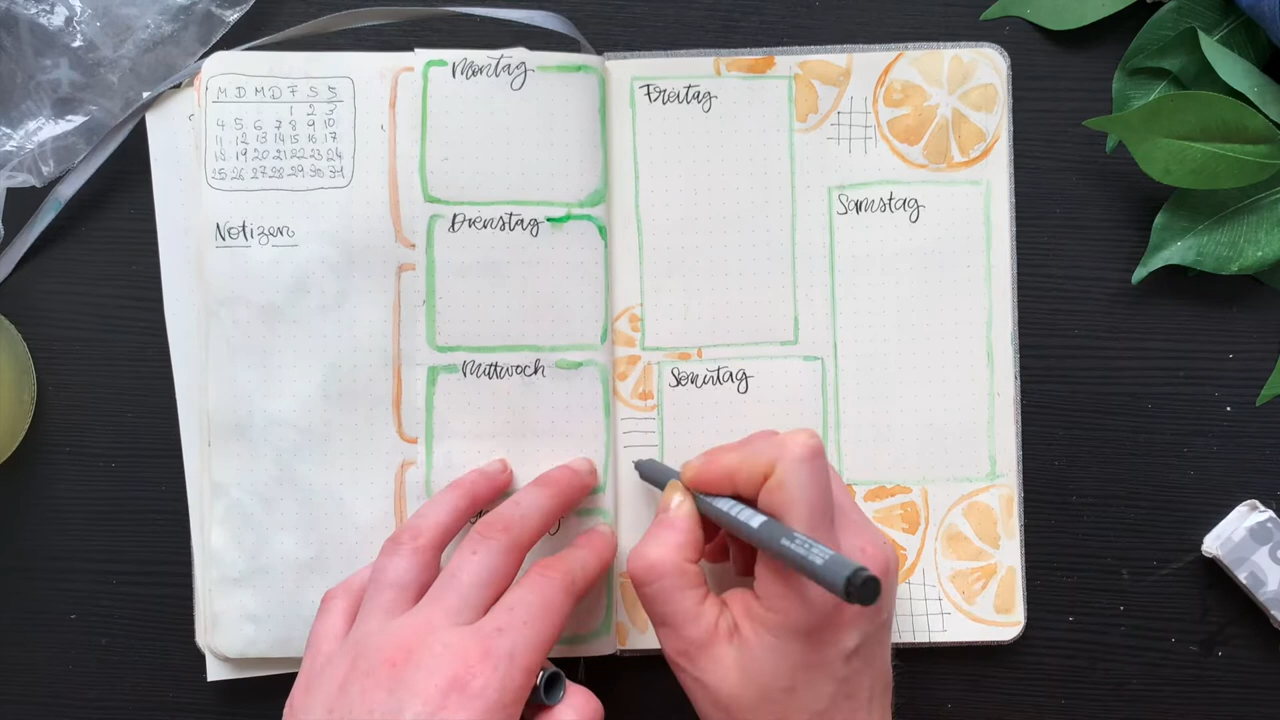 M D M D F S S
1 2 3
4 5 6 7 8 9 10
11 12 13 14 15 16 17
18 19 20 21 22 23 24
25 26 27 28 29 30 31
Notizen
Montag
Dienstag
Mittwoch
Freitag
Samstag
Sonntag